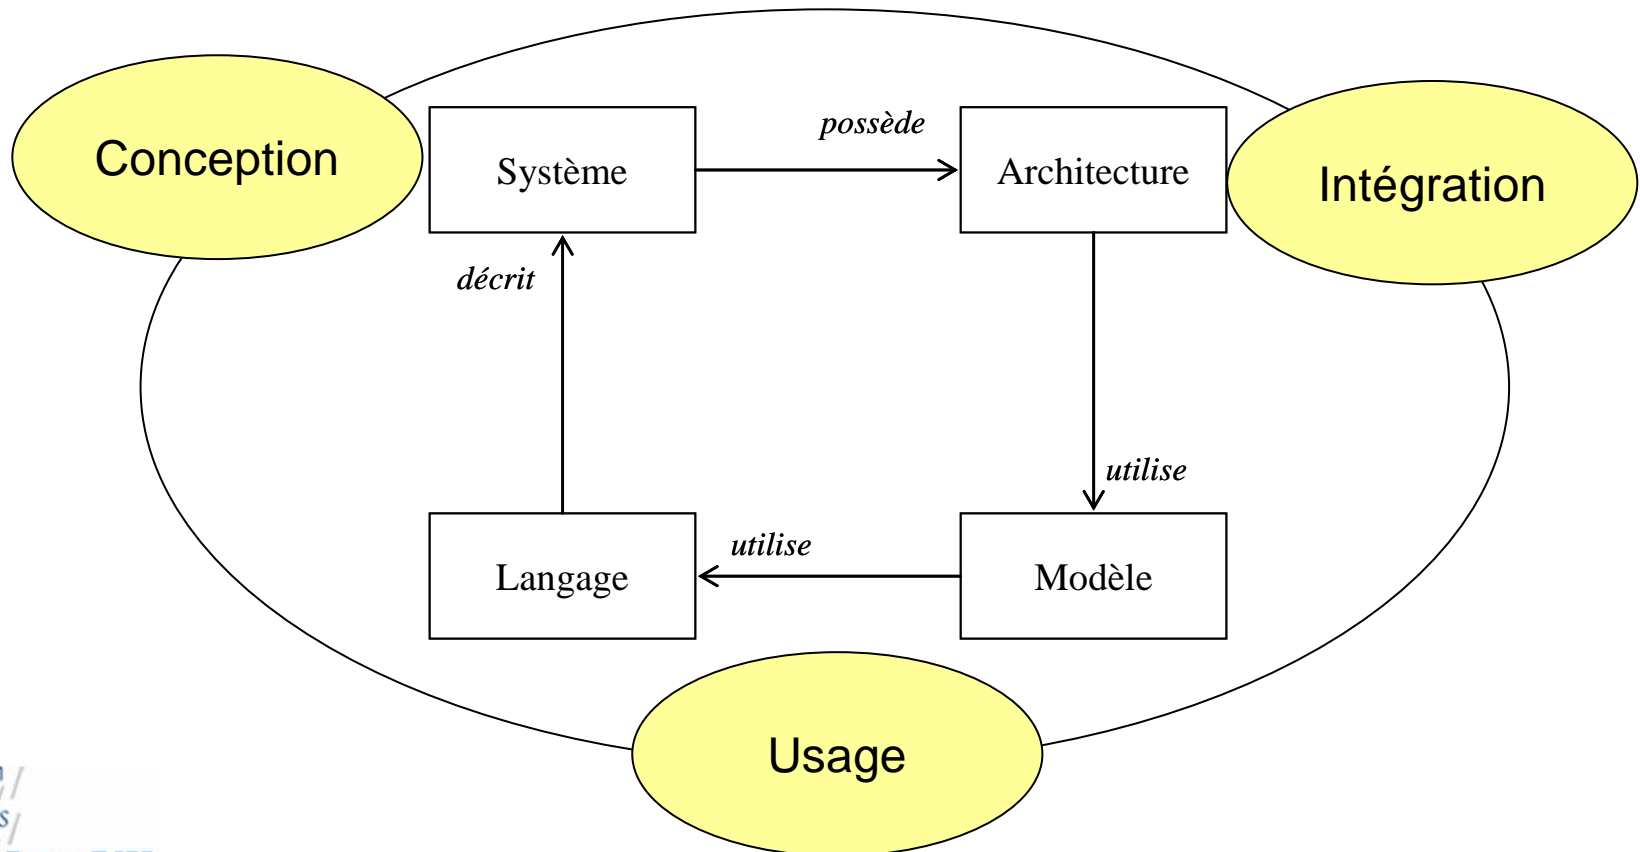 Conception
Système
possède
Architecture
Intégration
décrit
utilise
Langage
utilise
Modèle
Usage